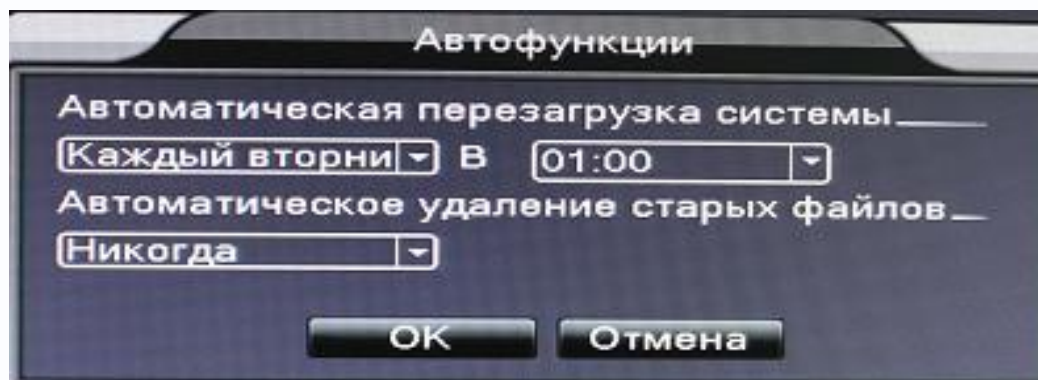 Автофункции
Автоматическая перезагрузка системы
Каждый вторни В 01:00
Автоматическое удаление старых файлов
Никогда
OK Отмена